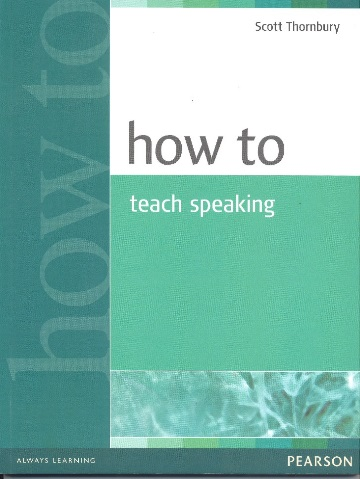 Scott Thornbury
how to
how to
teach speaking
ALWAYS LEARNING
PEARSON